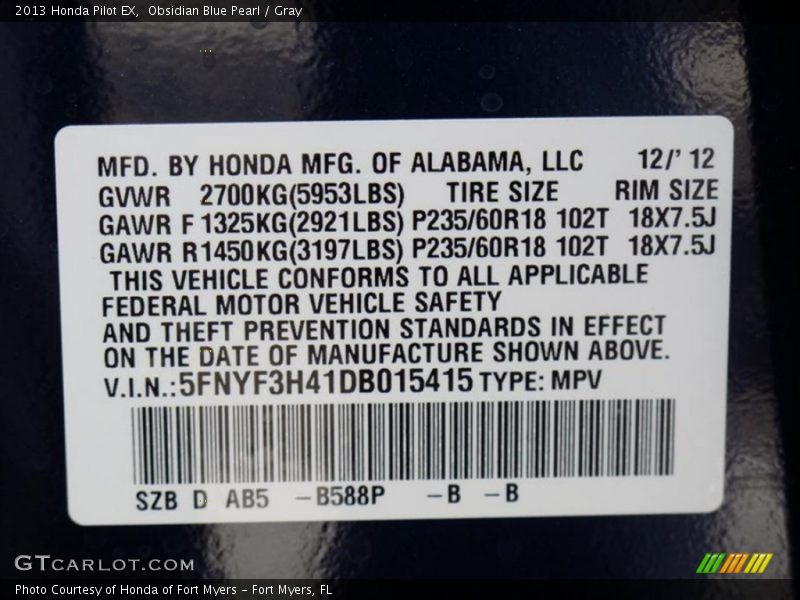 2013 Honda Pilot EX,  Obsidian Blue Pearl / Gray
MFD. BY HONDA MFG. OF ALABAMA, LLC 12/' 12
GVWR 2700KG(5953LBS) TIRE SIZE RIM SIZE
GAWR F 1325KG(2921LBS) P235/60R18 102T 18X7.5J
GAWR R1450KG(3197LBS) P235/60R18 102T 18X7.5J
THIS VEHICLE CONFORMS TO ALL APPLICABLE
FEDERAL MOTOR VEHICLE SAFETY
AND THEFT PREVENTION STANDARDS IN EFFECT
ON THE DATE OF MANUFACTURE SHOWN ABOVE.
V.I.N.:5FNYF3H41DB015415 TYPE: MPV
SZB D AB5 -B588P -B -B
GTCARLOT.COM
Photo Courtesy of Honda of Fort Myers - Fort Myers, FL